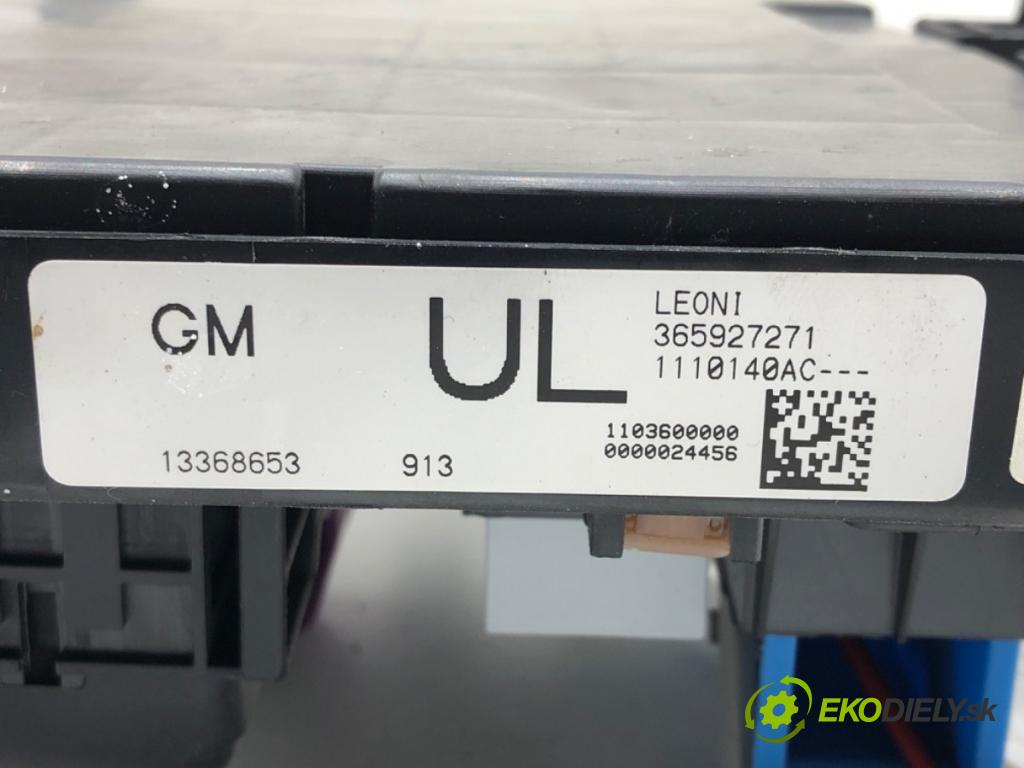 GM
UL
LEONI
365927271
1110140AC---
1103600000
0000024456
13368653
913
EKODIELY.sk